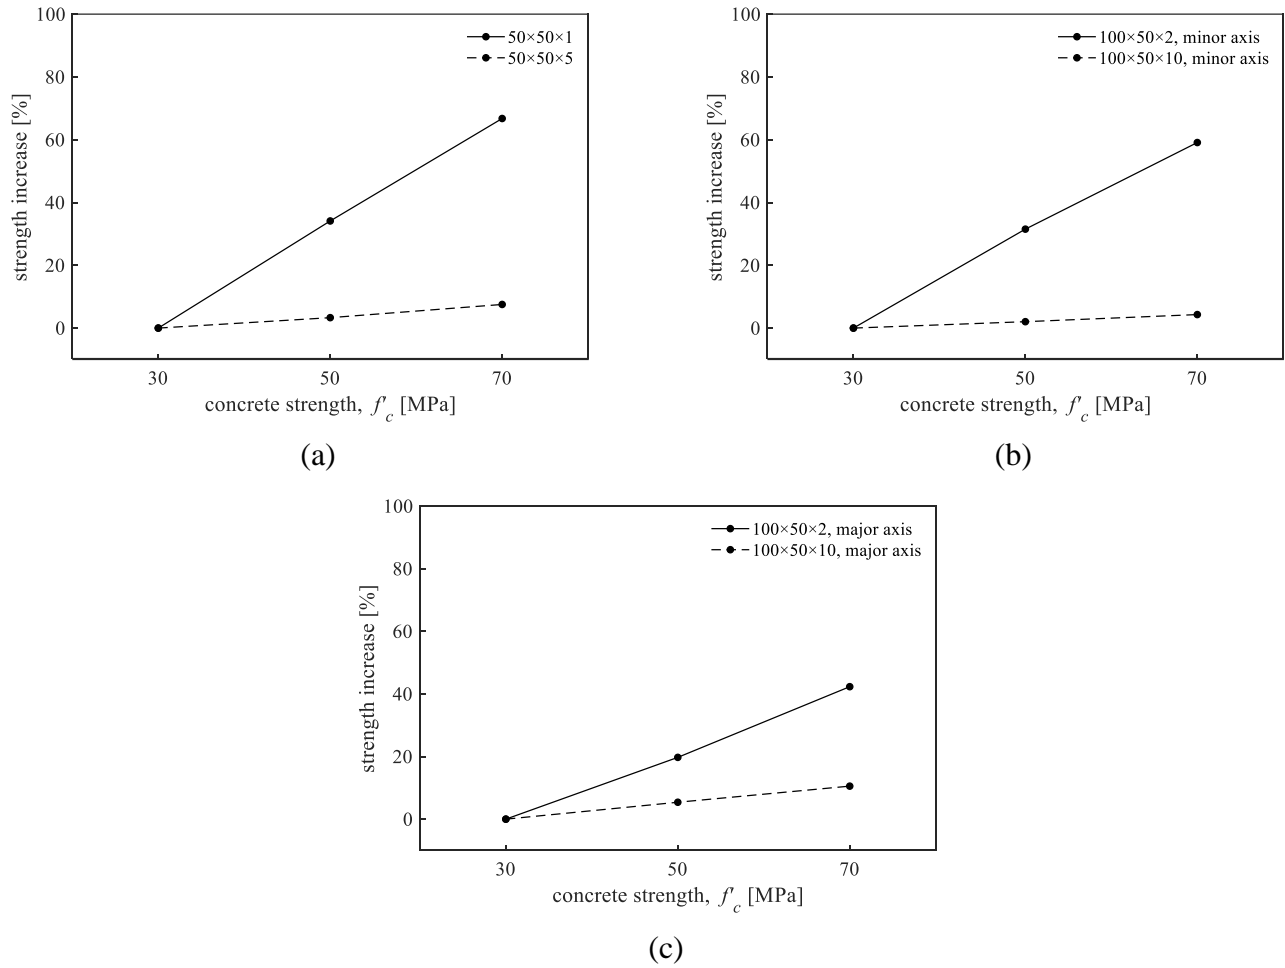 100
80
60
40
20
0
strength increase [%]
50×50×1
50×50×5
30 50 70
concrete strength, f′c [MPa]
(a)
100
80
60
40
20
0
strength increase [%]
100×50×2, minor axis
100×50×10, minor axis
30 50 70
concrete strength, f′c [MPa]
(b)
100
80
60
40
20
0
strength increase [%]
100×50×2, major axis
100×50×10, major axis
30 50 70
concrete strength, f′c [MPa]
(c)